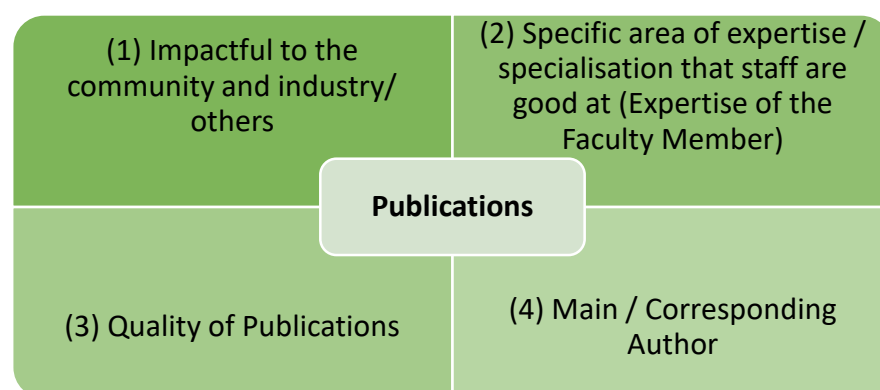 (1) Impactful to the
community and industry/
others
(2) Specific area of expertise /
specialisation that staff are
good at (Expertise of the
Faculty Member)
Publications
(3) Quality of Publications
(4) Main / Corresponding
Author